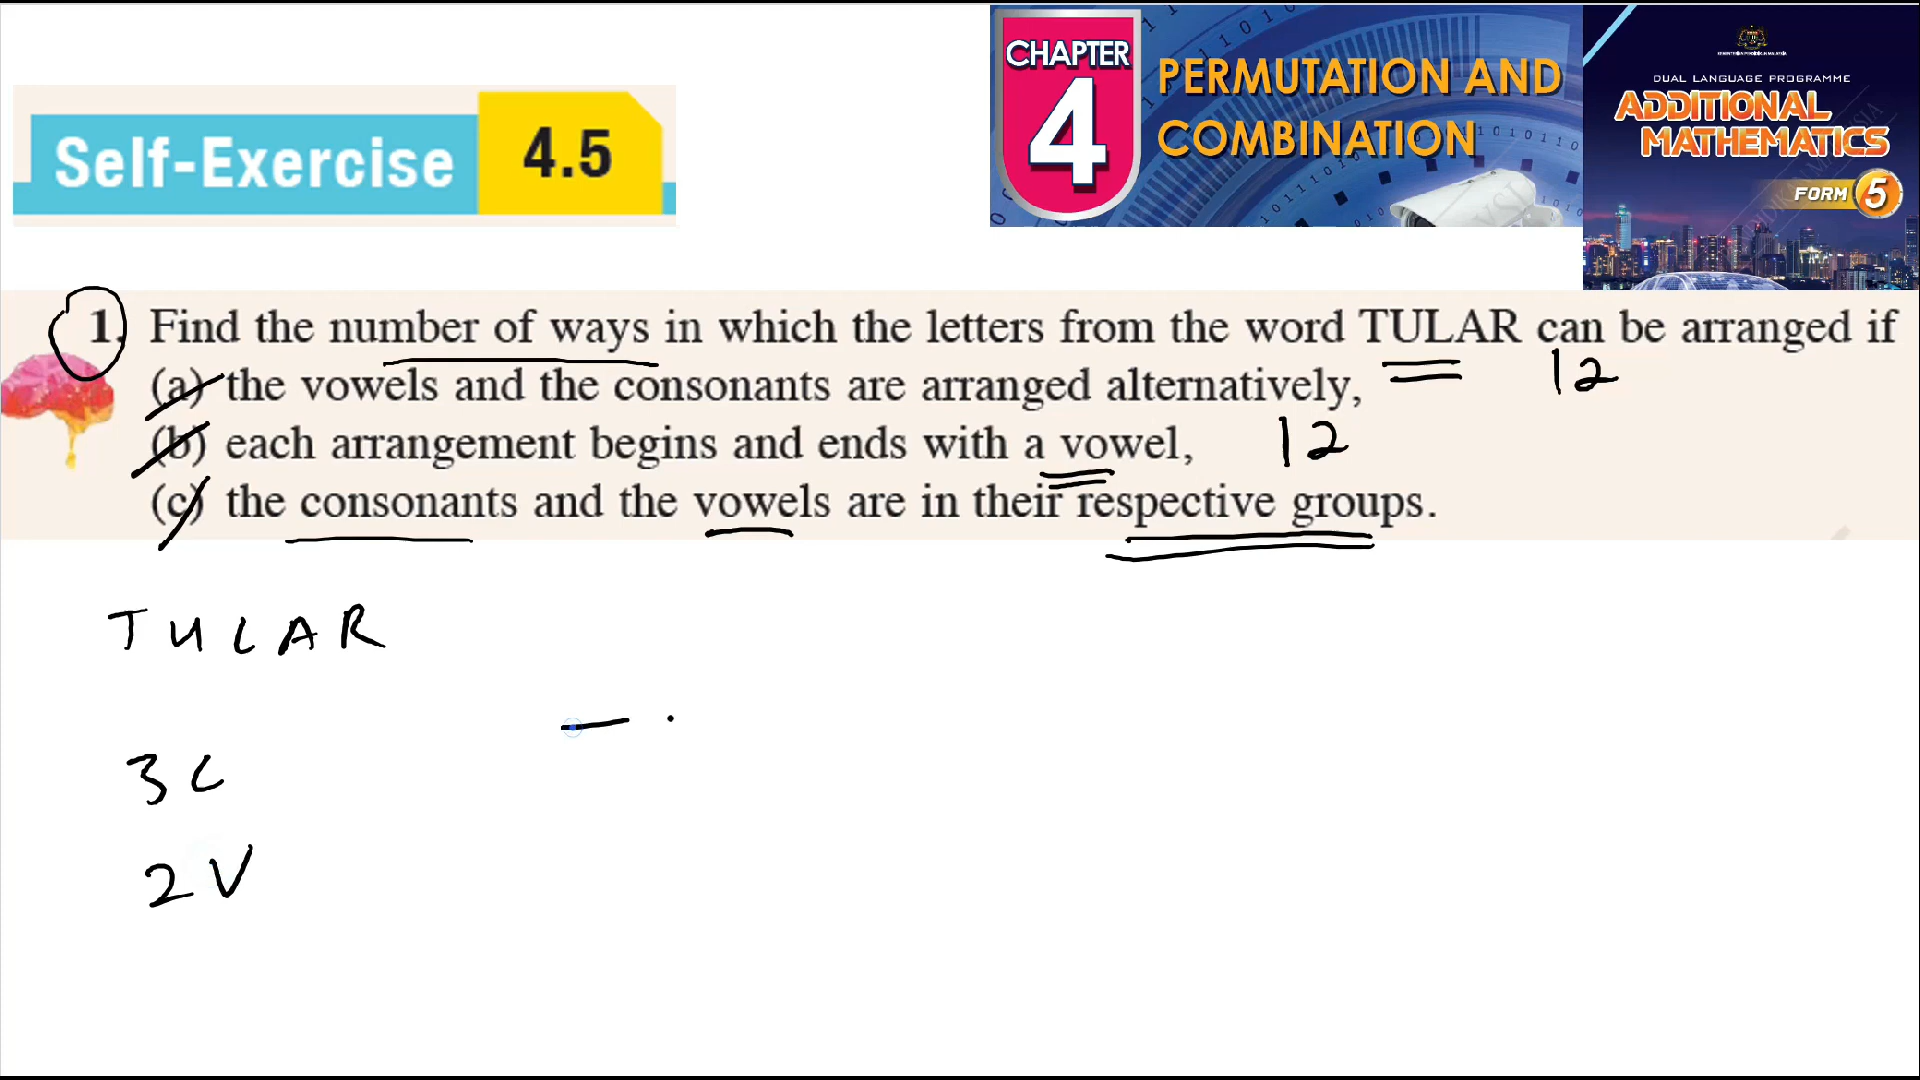 CHAPTER
4
PERMUTATION AND
COMBINATION
DUAL LANGUAGE PROGRAMME
ADDITIONAL
MATHEMATICS
FORM 5
Self-Exercise 4.5
1. Find the number of ways in which the letters from the word TULAR can be arranged if
(a) the vowels and the consonants are arranged alternatively, 12
(b) each arrangement begins and ends with a vowel, 12
(c) the consonants and the vowels are in their respective groups.
TULAR
3C
2V